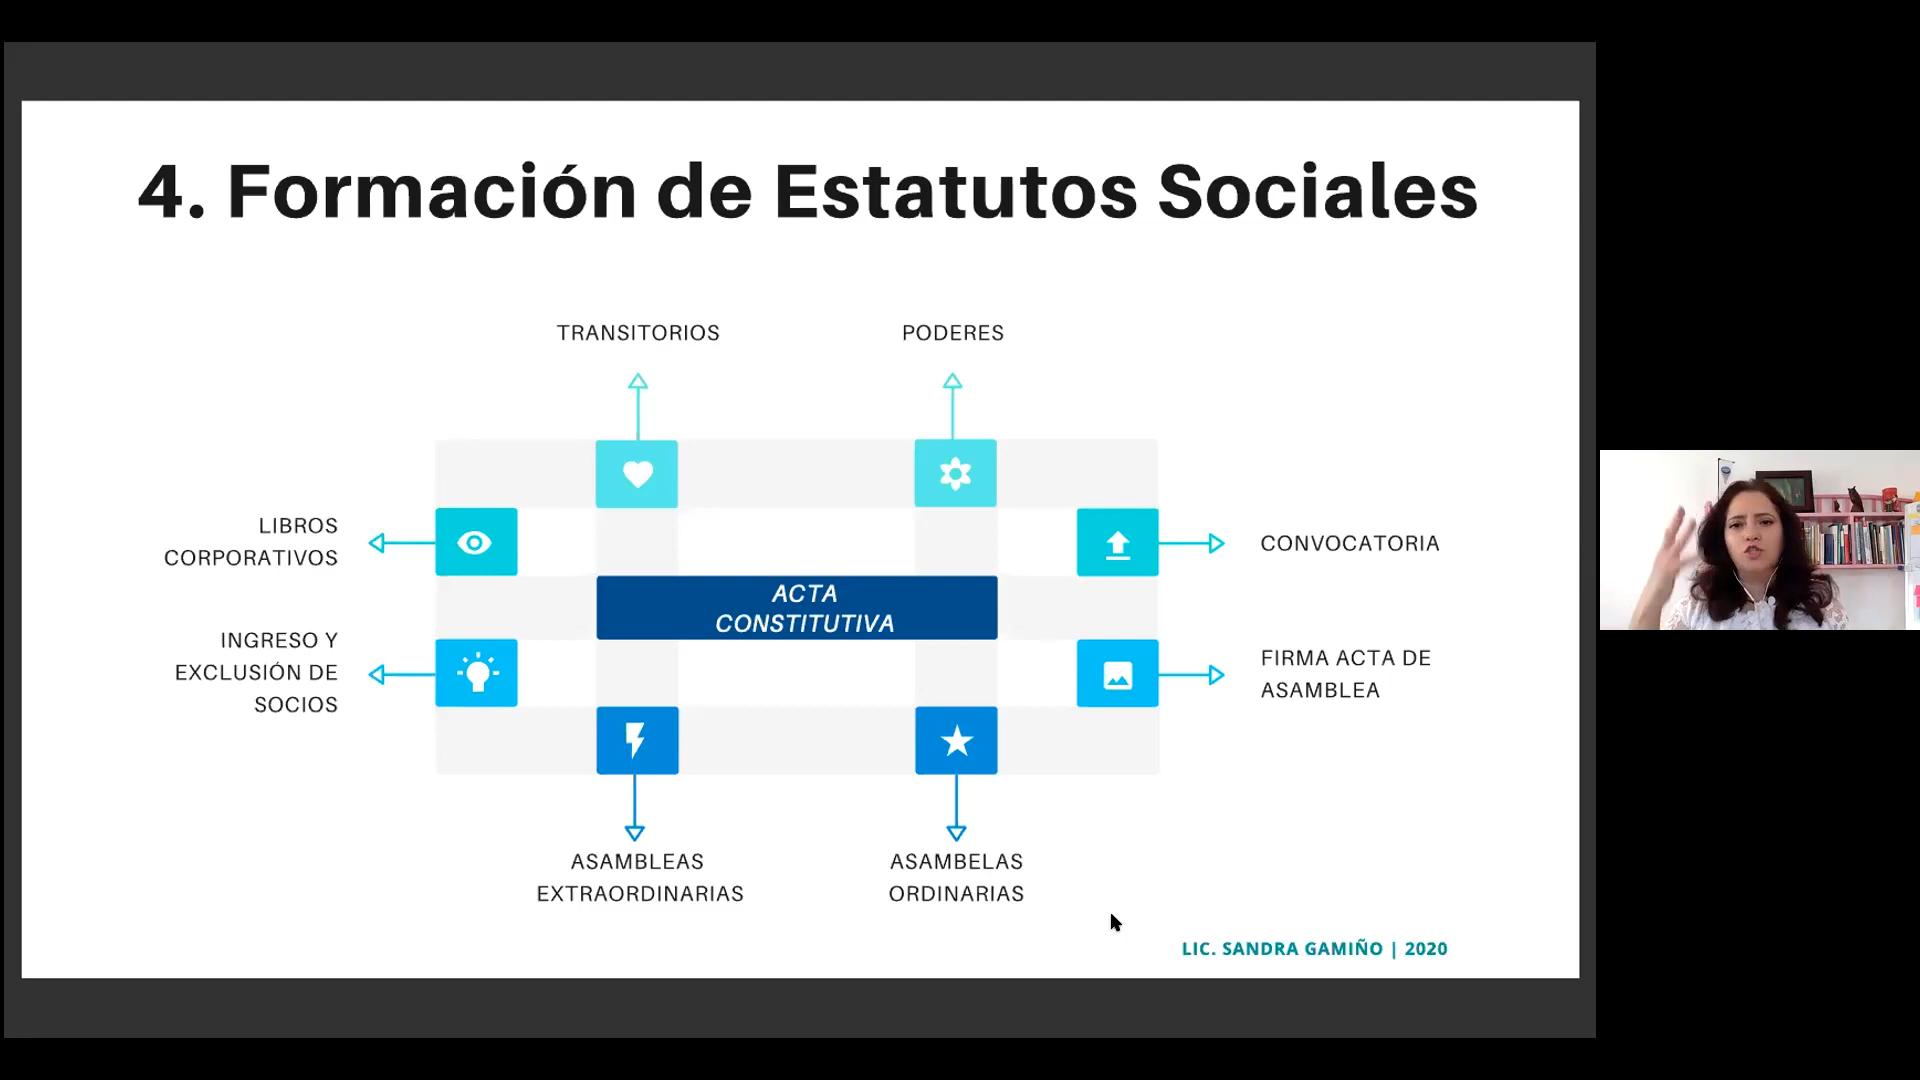 4. Formación de Estatutos Sociales
TRANSITORIOS
PODERES
LIBROS
CORPORATIVOS
CONVOCATORIA
ACTA
CONSTITUTIVA
INGRESO Y
EXCLUSIÓN DE
SOCIOS
FIRMA ACTA DE
ASAMBLEA
ASAMBLEAS
EXTRAORDINARIAS
ASAMBELAS
ORDINARIAS
LIC. SANDRA GAMIÑO | 2020